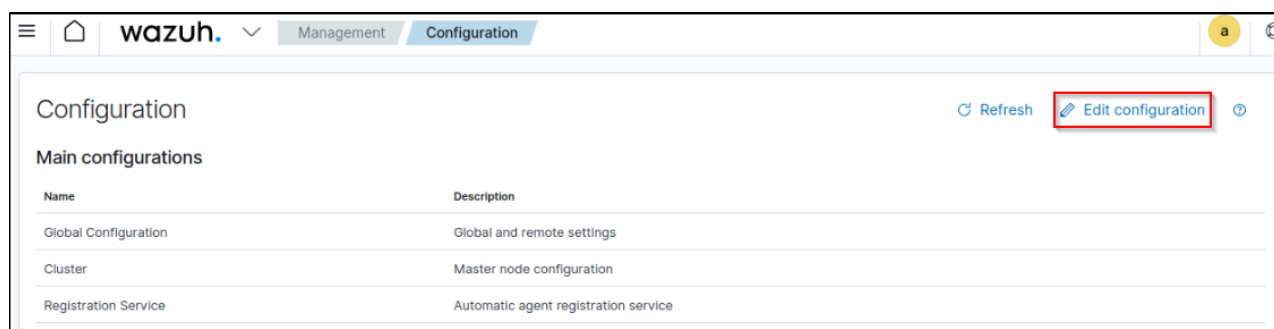 wazuh. Management Configuration a
Configuration Refresh Edit configuration
Main configurations
Name Description
Global Configuration Global and remote settings
Cluster Master node configuration
Registration Service Automatic agent registration service